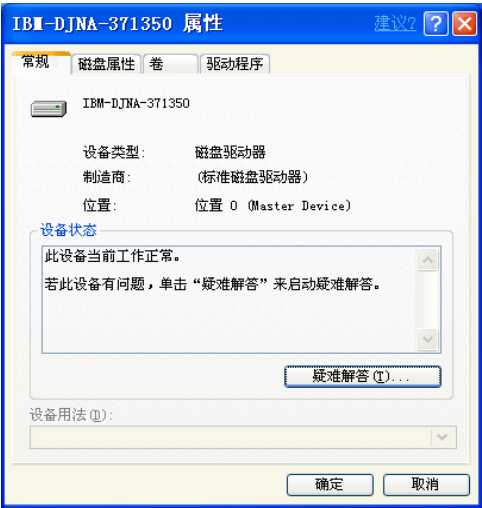 IBM-DJNA-371350 属性
建议?
常规 磁盘属性 卷 驱动程序
IBM-DJNA-371350
设备类型: 磁盘驱动器
制造商: (标准磁盘驱动器)
位置: 位置 0 (Master Device)
设备状态
此设备当前工作正常。
若此设备有问题，单击“疑难解答”来启动疑难解答。
疑难解答(T)...
设备用法(D):
确定 取消